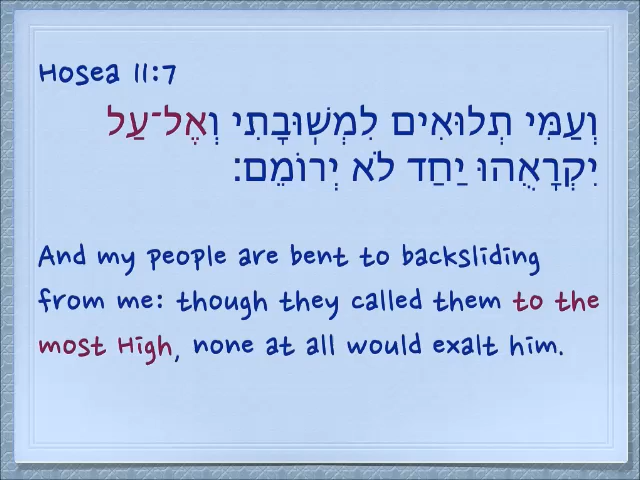 Hosea 11:7
וְעַמִּי תְלוּאִים לִמְשֽׁוּבָתִי וְאֶל־עַל
יִקְרָאֻהוּ יַחַד לֹא יְרוֹמֵם׃
And my people are bent to backsliding
from me: though they called them to the
most High, none at all would exalt him.